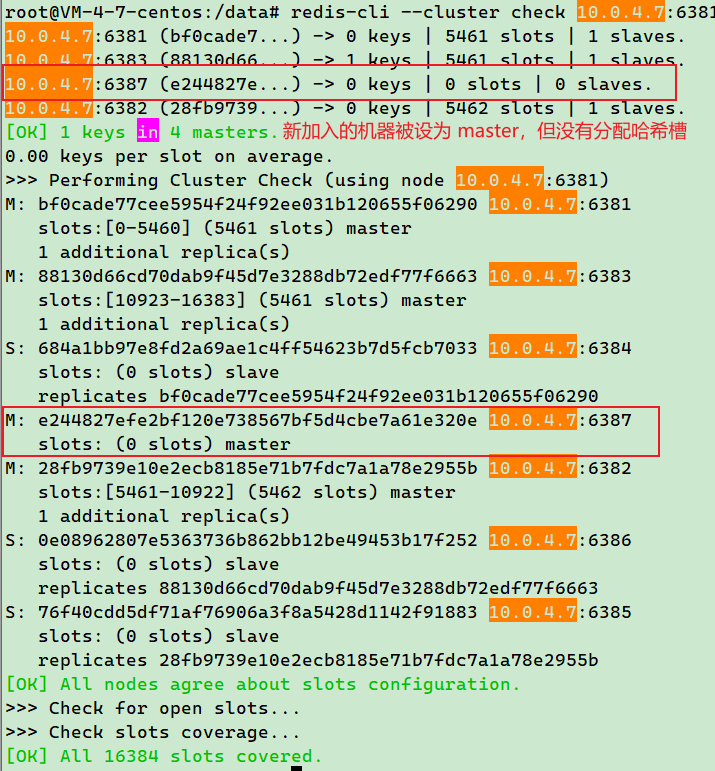 root@VM-4-7-centos:/data# redis-cli --cluster check 10.0.4.7:6381
10.0.4.7:6381 (bf0cade7...) -> 0 keys | 5461 slots | 1 slaves.
10.0.4.7:6383 (88130d66...) -> 1 keys | 5461 slots | 1 slaves.
10.0.4.7:6387 (e244827e...) -> 0 keys | 0 slots | 0 slaves.
10.0.4.7:6382 (28fb9739...) -> 0 keys | 5462 slots | 1 slaves.
[OK] 1 keys in 4 masters. 新加入的机器被设为 master，但没有分配哈希槽
0.00 keys per slot on average.
>>> Performing Cluster Check (using node 10.0.4.7:6381)
M: bf0cade77cee5954f24f92ee031b120655f06290 10.0.4.7:6381
slots:[0-5460] (5461 slots) master
1 additional replica(s)
M: 88130d66cd70dab9f45d7e3288db72edf77f6663 10.0.4.7:6383
slots:[10923-16383] (5461 slots) master
1 additional replica(s)
S: 684a1bb97e8fd2a69ae1c4ff54623b7d5fcb7033 10.0.4.7:6384
slots: (0 slots) slave
replicates bf0cade77cee5954f24f92ee031b120655f06290
M: e244827efe2bf120e738567bf5d4cbe7a61e320e 10.0.4.7:6387
slots: (0 slots) master
M: 28fb9739e10e2ecb8185e71b7fdc7a1a78e2955b 10.0.4.7:6382
slots:[5461-10922] (5462 slots) master
1 additional replica(s)
S: 0e08962807e5363736b862bb12be49453b17f252 10.0.4.7:6386
slots: (0 slots) slave
replicates 88130d66cd70dab9f45d7e3288db72edf77f6663
S: 76f40cdd5df71af76906a3f8a5428d1142f91883 10.0.4.7:6385
slots: (0 slots) slave
replicates 28fb9739e10e2ecb8185e71b7fdc7a1a78e2955b
[OK] All nodes agree about slots configuration.
>>> Check for open slots...
>>> Check slots coverage...
[OK] All 16384 slots covered.